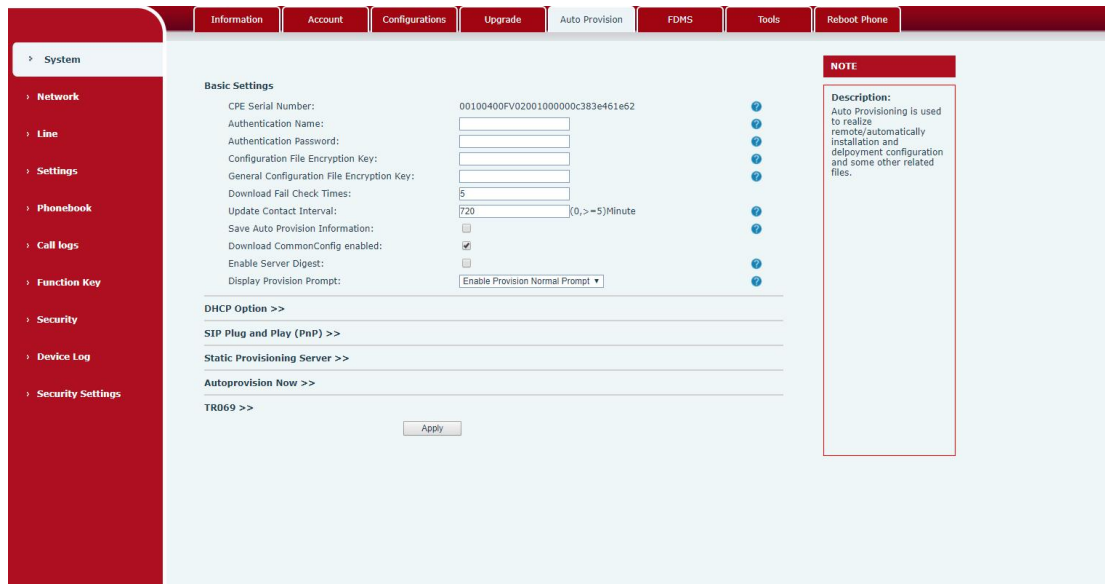 Information Account Configurations Upgrade Auto Provision FDMS Tools Reboot Phone
› System
› Network
› Line
› Settings
› Phonebook
› Call logs
› Function Key
› Security
› Device Log
› Security Settings
Basic Settings
CPE Serial Number: 00100400FV02001000000c383e461e62 ?
Authentication Name: ?
Authentication Password: ?
Configuration File Encryption Key: ?
General Configuration File Encryption Key: ?
Download Fail Check Times: 5
Update Contact Interval: 720 (0,>=5)Minute ?
Save Auto Provision Information: ?
Download CommonConfig enabled:
Enable Server Digest: ?
Display Provision Prompt: Enable Provision Normal Prompt ?
DHCP Option >>
SIP Plug and Play (PnP) >>
Static Provisioning Server >>
Autoprovision Now >>
TR069 >>
Apply
NOTE
Description:
Auto Provisioning is used
to realize
remote/automatically
installation and
delpoyment configuration
and some other related
files.